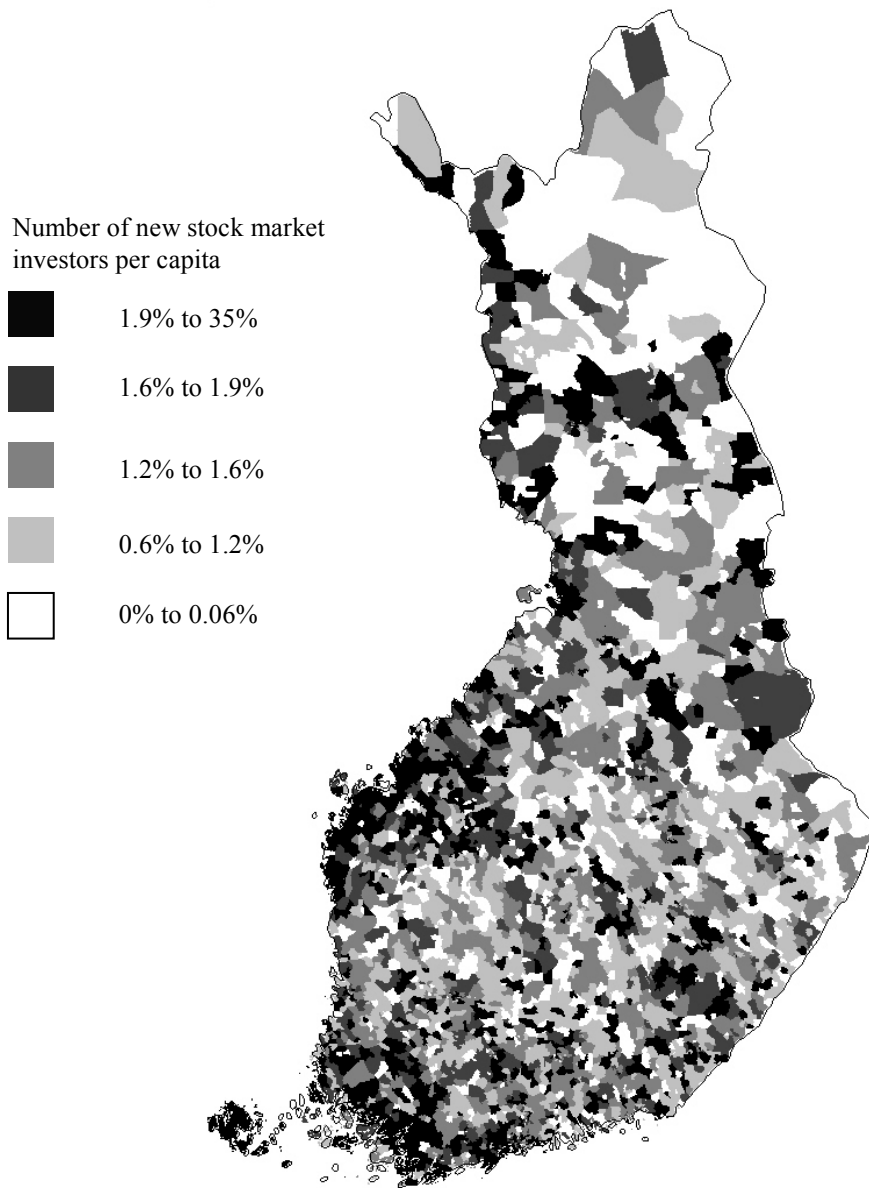 Number of new stock market
investors per capita
1.9% to 35%
1.6% to 1.9%
1.2% to 1.6%
0.6% to 1.2%
0% to 0.06%